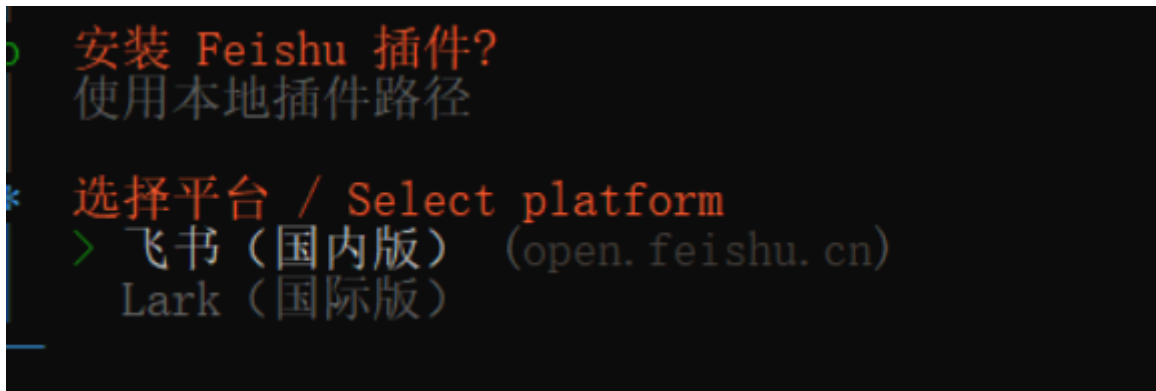 安装 Feishu 插件?
使用本地插件路径
* 选择平台 / Select platform
> 飞书（国内版） (open.feishu.cn)
Lark（国际版）